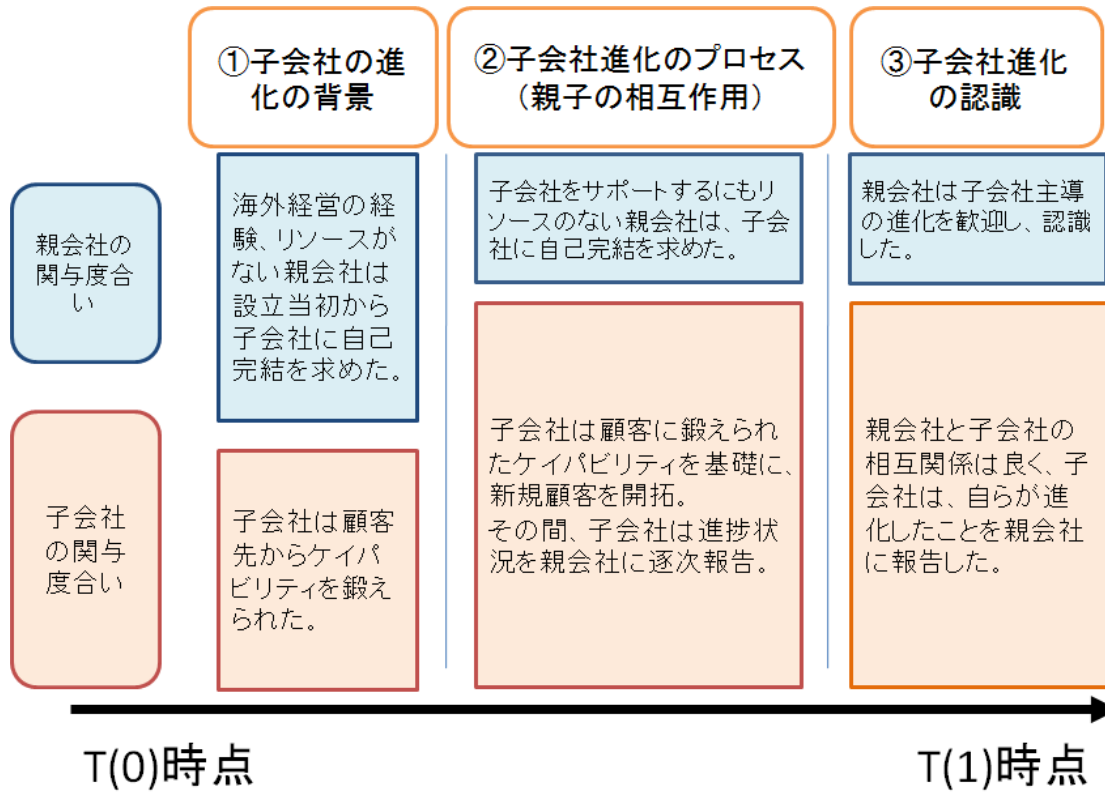 ①子会社の進
化の背景
②子会社進化のプロセス
（親子の相互作用）
③子会社進化
の認識
親会社の
関与度合
い
海外経営の経
験、リソースが
ない親会社は
設立当初から
子会社に自己
完結を求めた。
子会社をサポートするにもリ
ソースのない親会社は、子会
社に自己完結を求めた。
親会社は子会社主導
の進化を歓迎し、認識
した。
子会社
の関与
度合い
子会社は顧客
先からケイパ
ビリティを鍛え
られた。
子会社は顧客に鍛えられ
たケイパビリティを基礎に、
新規顧客を開拓。
その間、子会社は進捗状
況を親会社に逐次報告。
親会社と子会社の
相互関係は良く、子
会社は、自らが進
化したことを親会社
に報告した。
T(0)時点
T(1)時点